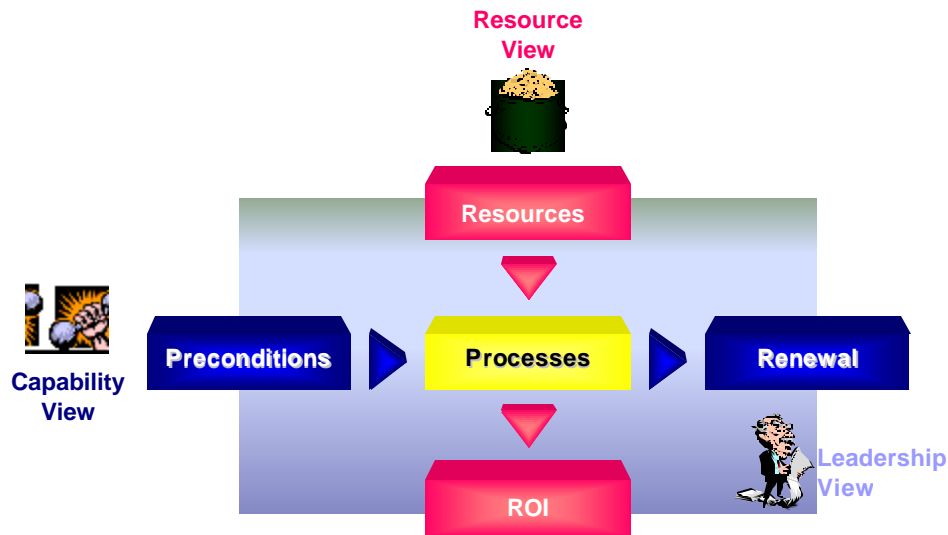 Resource
View
Resources
Capability
View
Preconditions
Processes
Renewal
Leadership
View
ROI